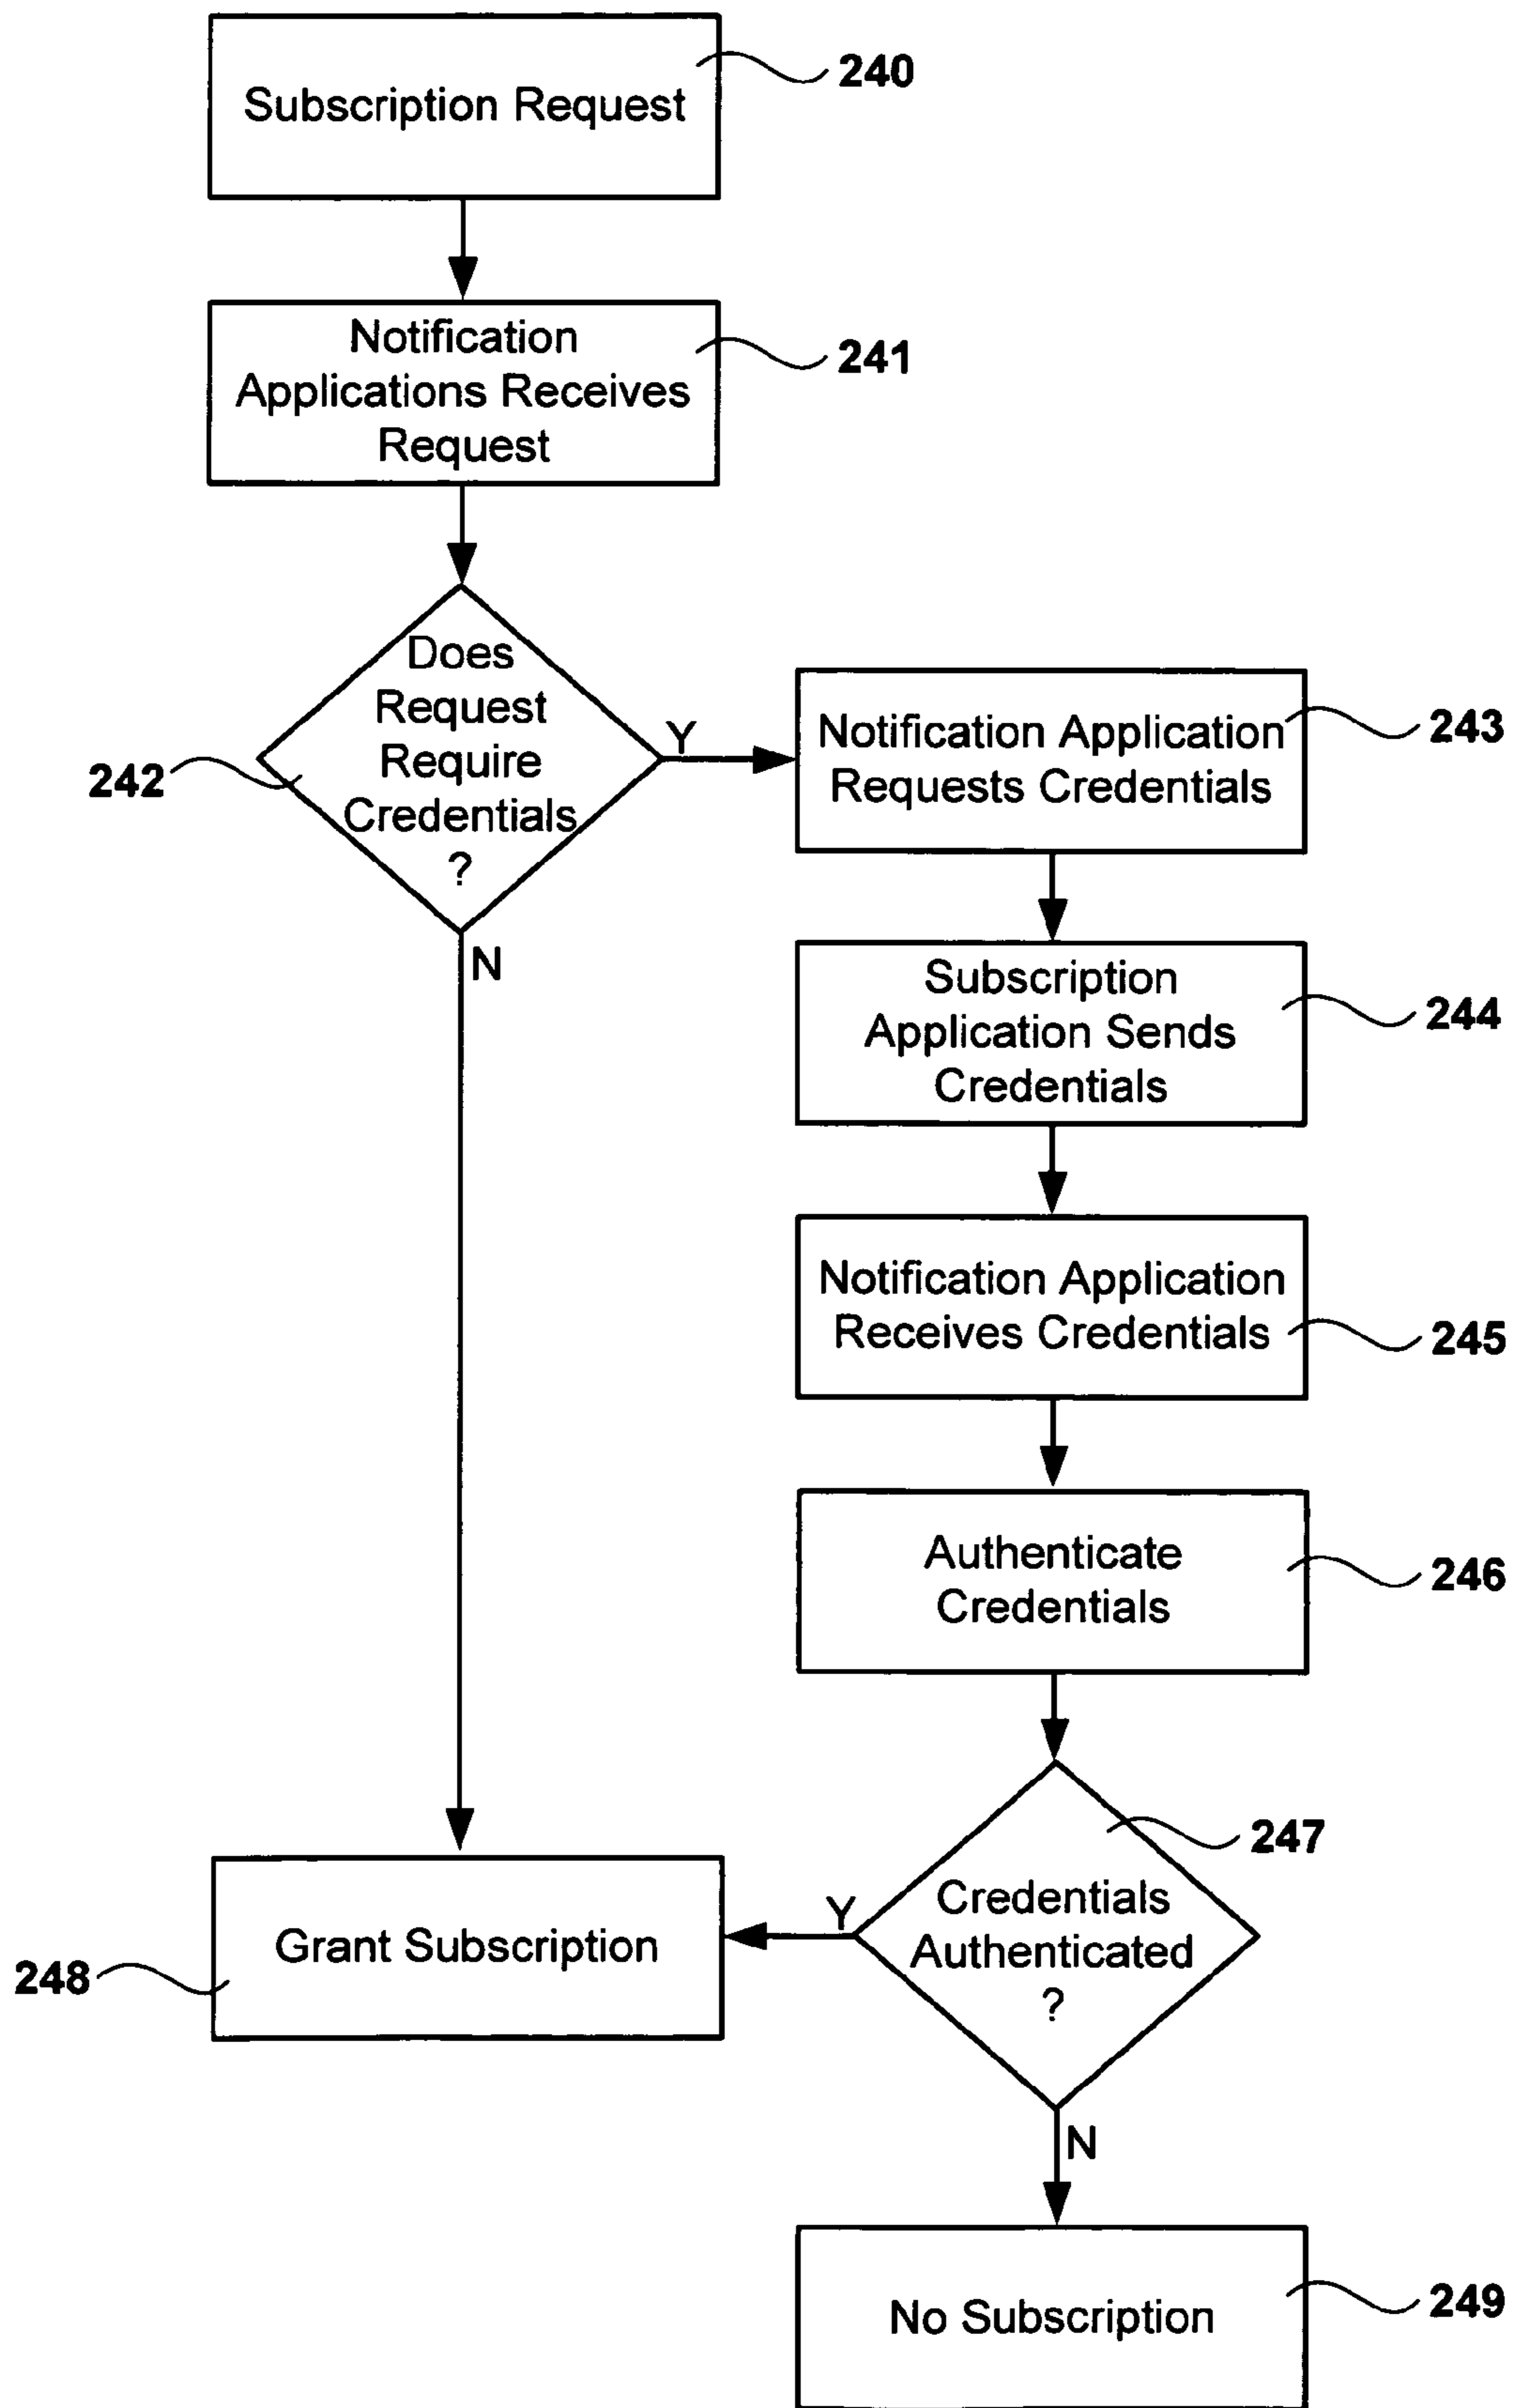 Subscription Request
240
Notification
Applications Receives
Request
241
Does
Request
Require
Credentials
?
242
Y
N
Notification Application
Requests Credentials
243
Subscription
Application Sends
Credentials
244
Notification Application
Receives Credentials
245
Authenticate
Credentials
246
247
Credentials
Authenticated
?
Y
N
Grant Subscription
248
No Subscription
249